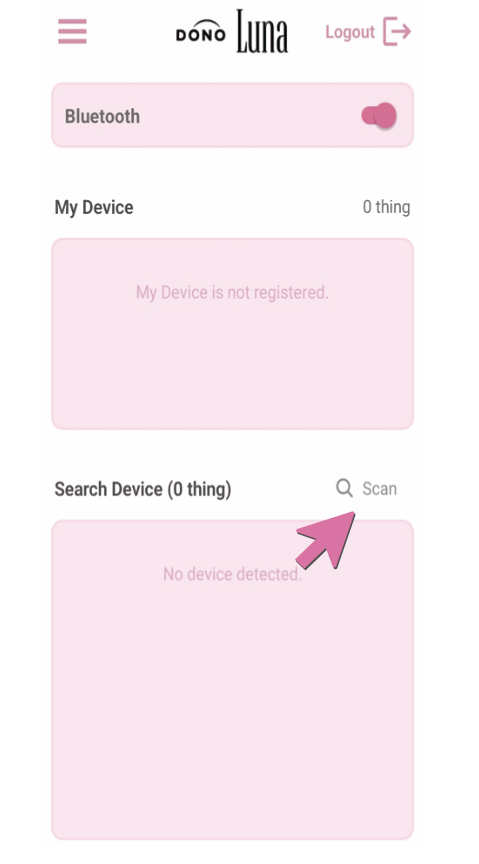 DONO Luna
Logout
Bluetooth
My Device
0 thing
My Device is not registered.
Search Device (0 thing)
Scan
No device detected.